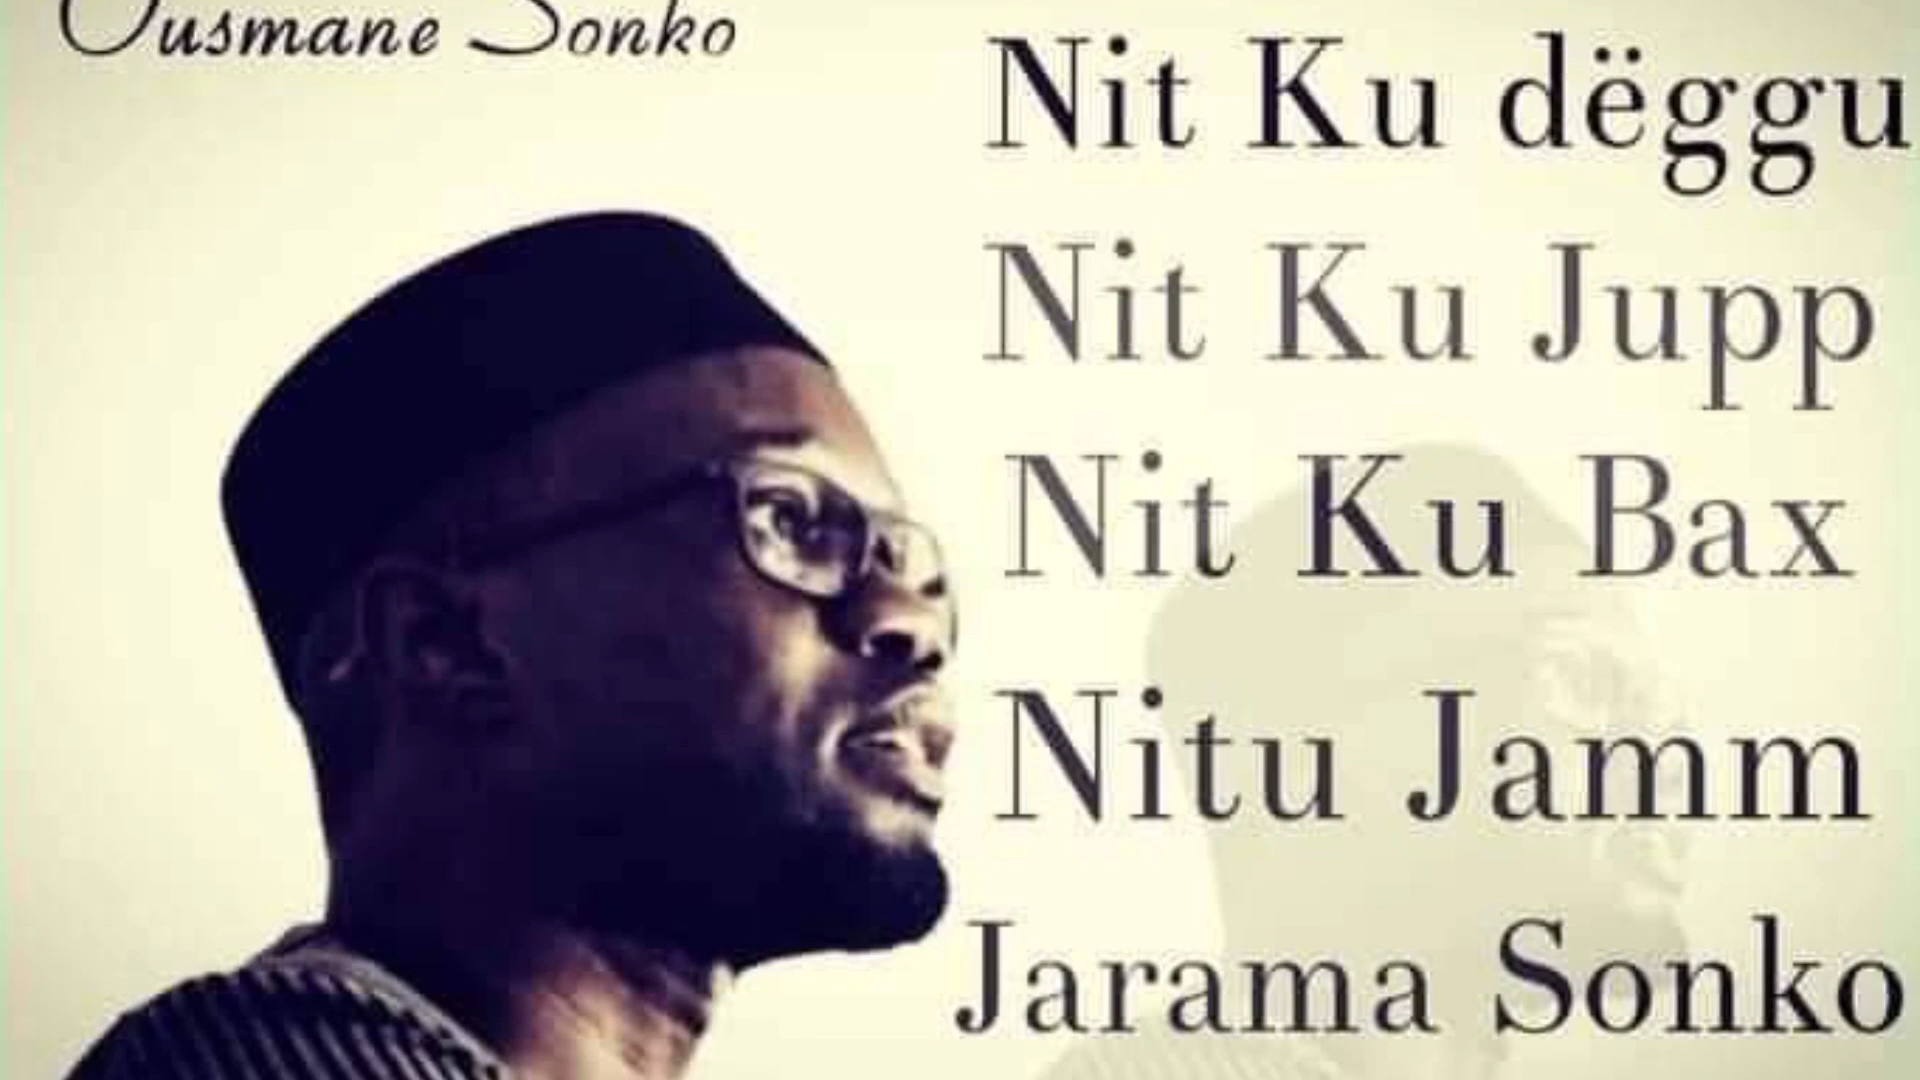 Ousmane Sonko
Nit Ku dëggu
Nit Ku Jupp
Nit Ku Bax
Nitu Jamm
Jarama Sonko